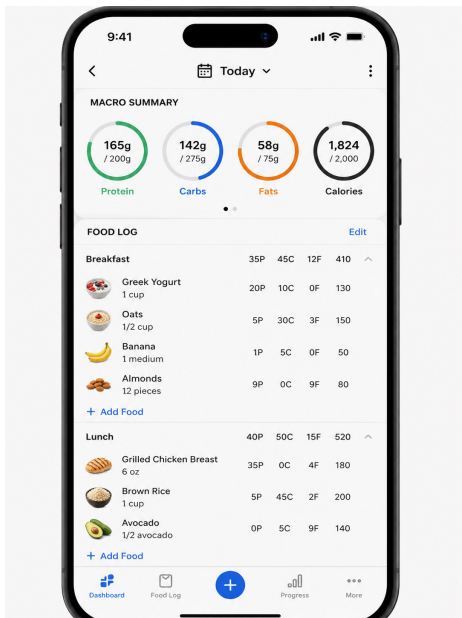 9:41
Today
MACRO SUMMARY
165g 142g 58g 1,824
/ 200g / 275g / 75g / 2,000
Protein Carbs Fats Calories
FOOD LOG Edit
Breakfast 35P 45C 12F 410
Greek Yogurt
1 cup
20P 10C 0F 130
Oats
1/2 cup
5P 30C 3F 150
Banana
1 medium
1P 5C 0F 50
Almonds
12 pieces
9P 0C 9F 80
+ Add Food
Lunch 40P 50C 15F 520
Grilled Chicken Breast
6 oz
35P 0C 4F 180
Brown Rice
1 cup
5P 45C 2F 200
Avocado
1/2 avocado
0P 5C 9F 140
+ Add Food
Dashboard Food Log + Progress More